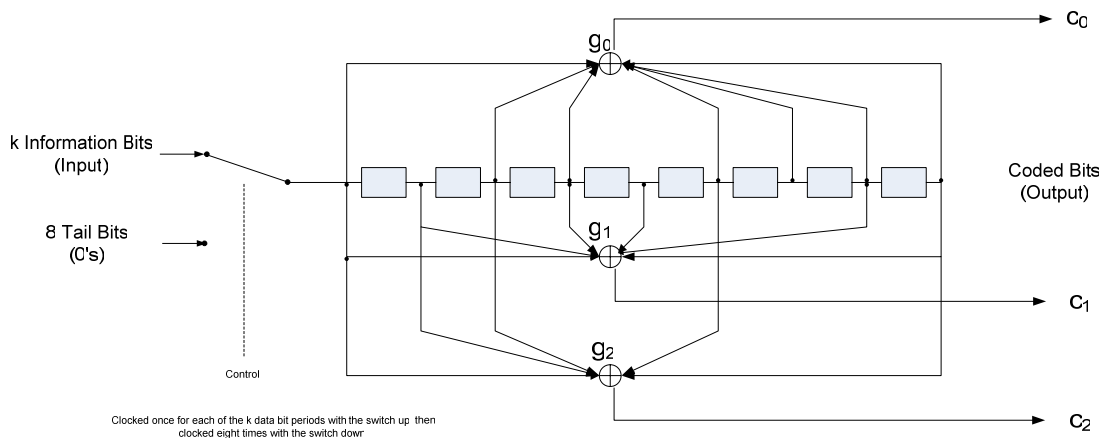 c0
g0
k Information Bits
(Input)
Coded Bits
(Output)
8 Tail Bits
(0's)
g1
c1
g2
Control
Clocked once for each of the k data bit periods with the switch up then
clocked eight times with the switch down
c2